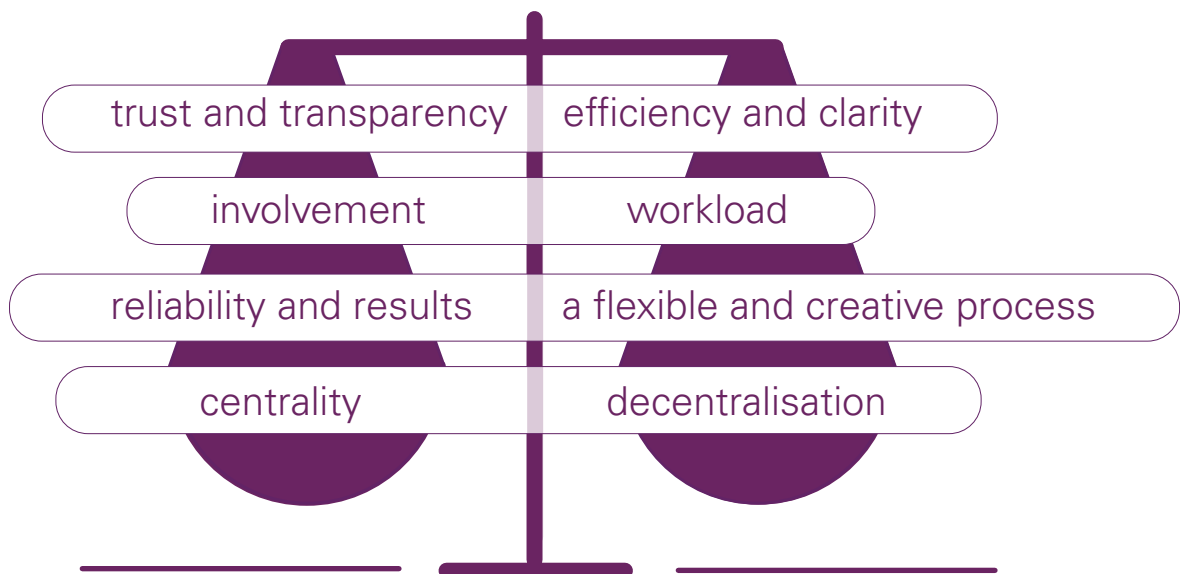 trust and transparency efficiency and clarity
involvement workload
reliability and results a flexible and creative process
centrality decentralisation